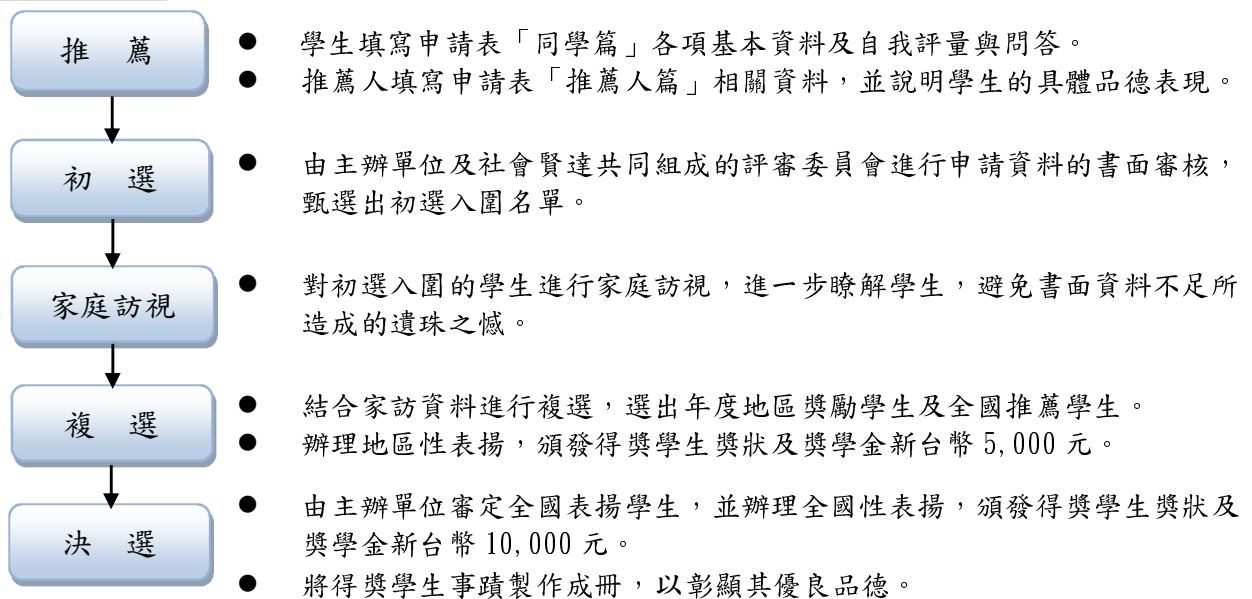 推 薦
● 學生填寫申請表「同學篇」各項基本資料及自我評量與問答。
● 推薦人填寫申請表「推薦人篇」相關資料，並說明學生的具體品德表現。
初 選
● 由主辦單位及社會賢達共同組成的評審委員會進行申請資料的書面審核，
甄選出初選入圍名單。
家庭訪視
● 對初選入圍的學生進行家庭訪視，進一步瞭解學生，避免書面資料不足所
造成的遺珠之憾。
複 選
● 結合家訪資料進行複選，選出年度地區獎勵學生及全國推薦學生。
● 辦理地區性表揚，頒發得獎學生獎狀及獎學金新台幣 5,000 元。
決 選
● 由主辦單位審定全國表揚學生，並辦理全國性表揚，頒發得獎學生獎狀及
獎學金新台幣 10,000 元。
● 將得獎學生事蹟製作成冊，以彰顯其優良品德。